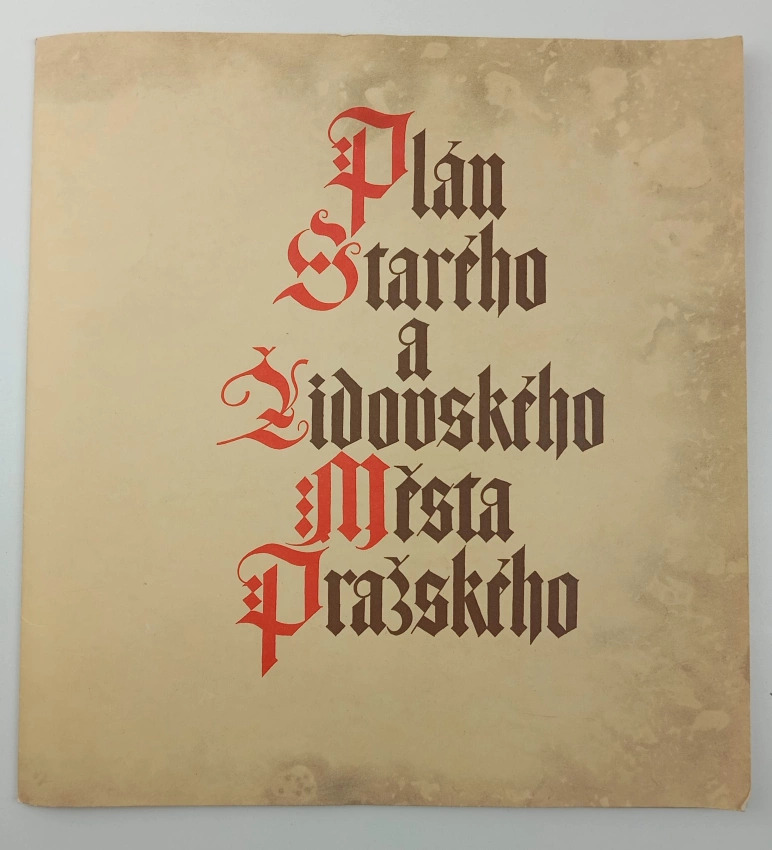 Plán
Starého
a
Židovského
Města
Pražského